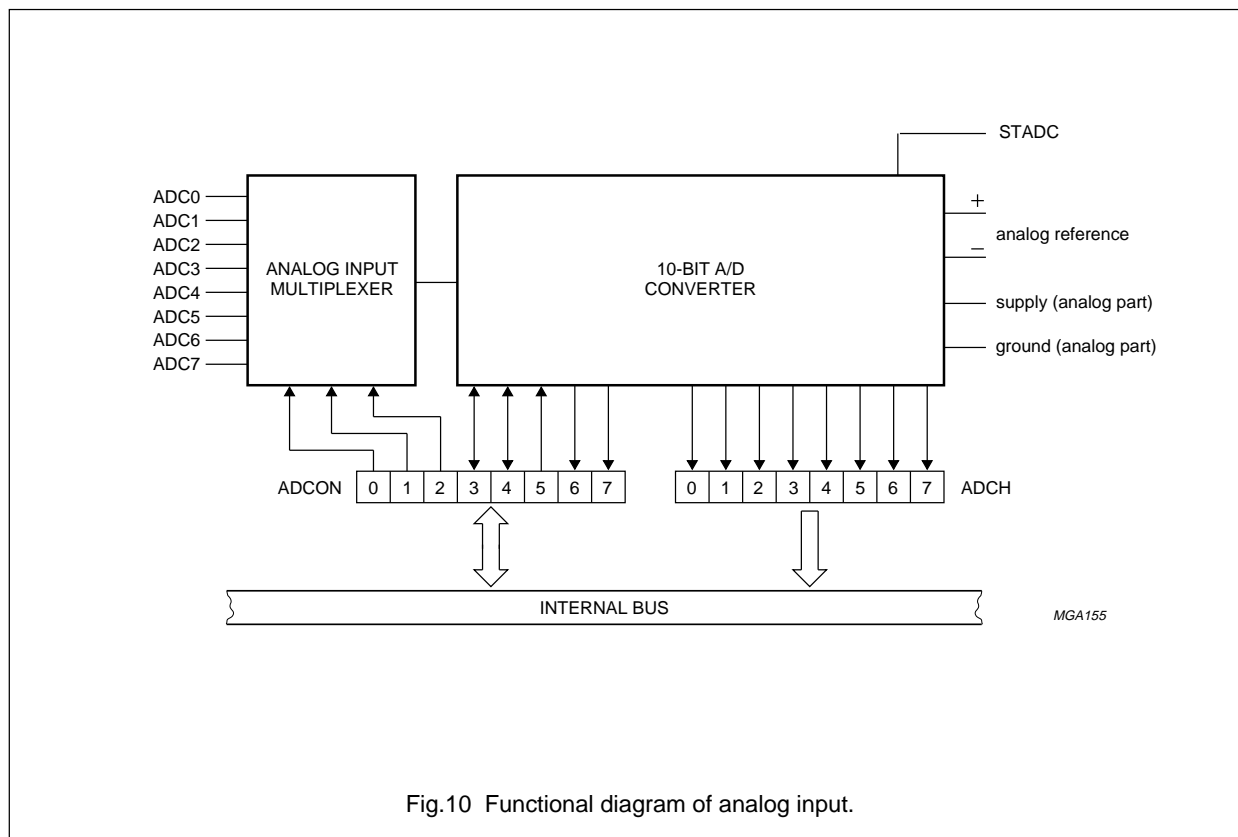 STADC
ADC0
ADC1
ADC2
ADC3
ADC4
ADC5
ADC6
ADC7
ANALOG INPUT
MULTIPLEXER
10-BIT A/D
CONVERTER
+
analog reference
−
supply (analog part)
ground (analog part)
ADCON 0 1 2 3 4 5 6 7
0 1 2 3 4 5 6 7 ADCH
INTERNAL BUS
MGA155
Fig.10 Functional diagram of analog input.